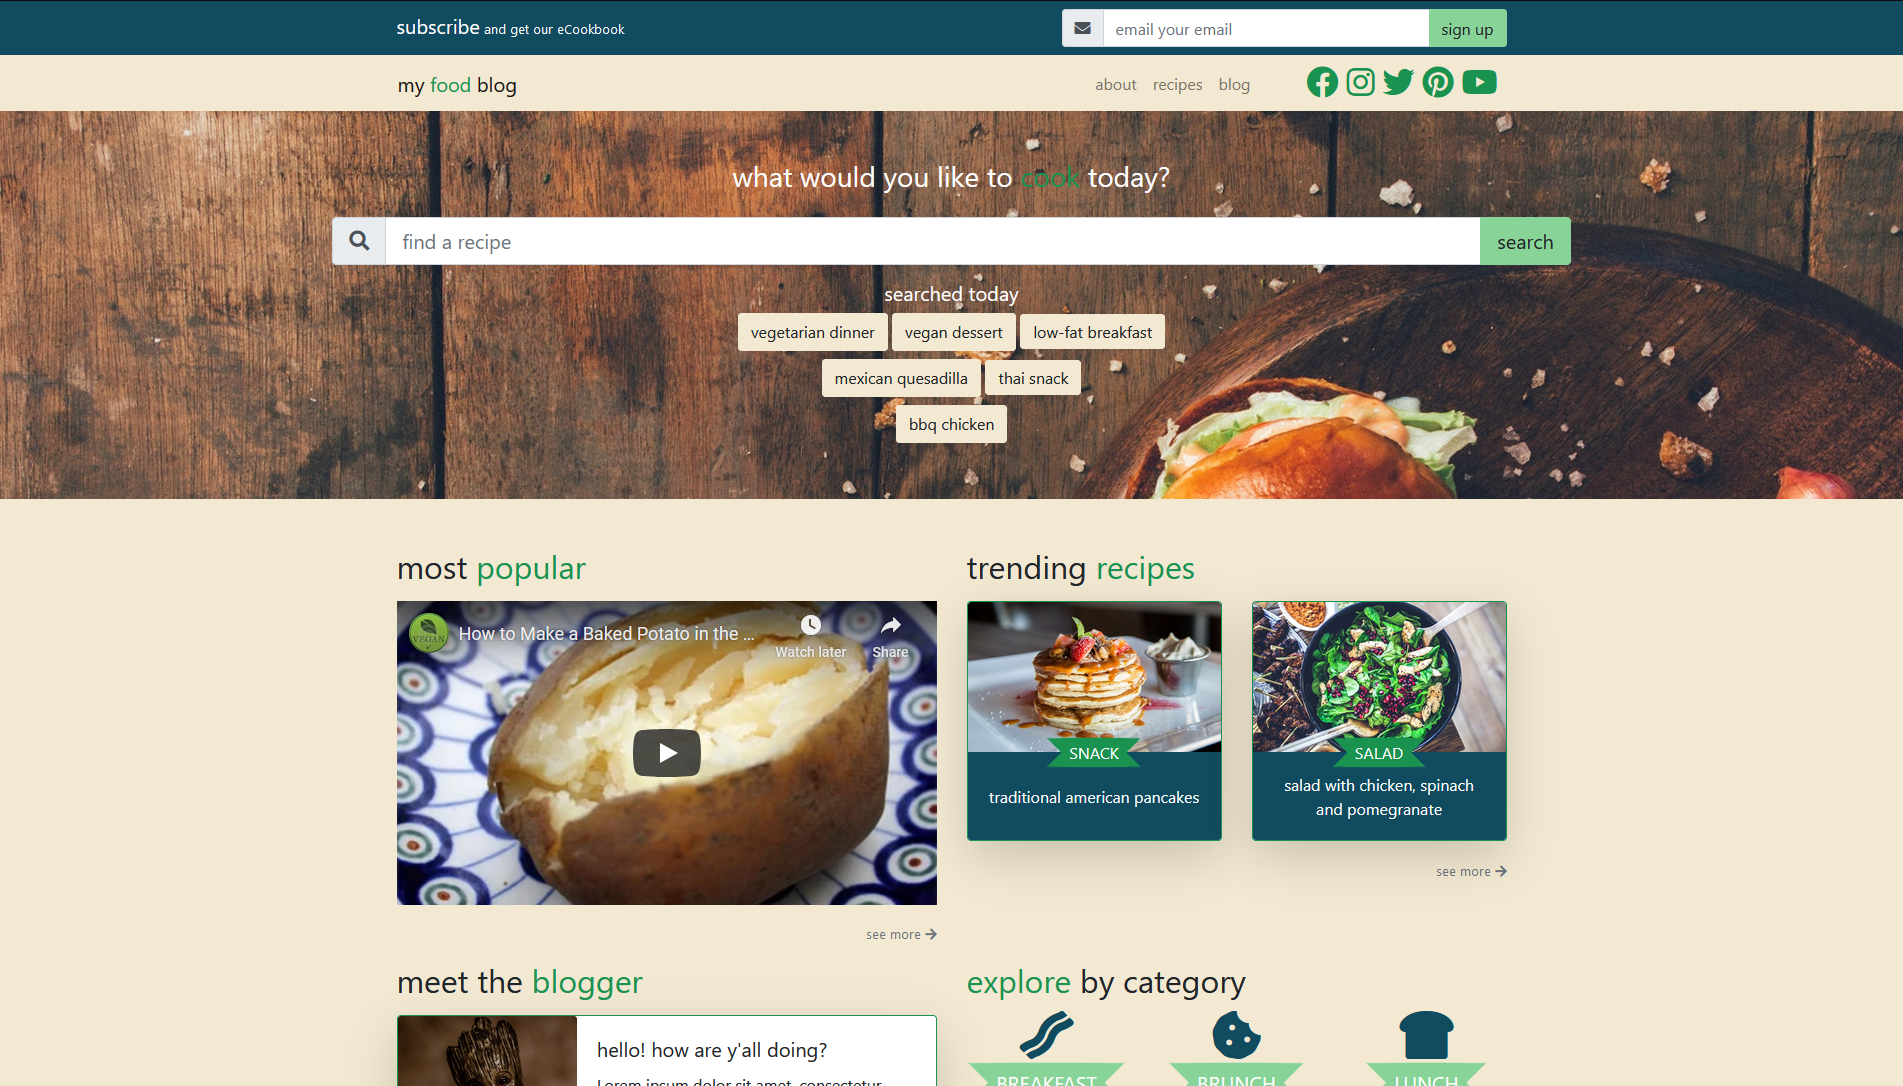 subscribe and get our eCookbook
email your email
sign up
my food blog
about recipes blog
what would you like to cook today?
find a recipe
search
searched today
vegetarian dinner vegan dessert low-fat breakfast
mexican quesadilla thai snack
bbq chicken
most popular
VEGAN
How to Make a Baked Potato in the ...
Watch later
Share
see more
trending recipes
SNACK
traditional american pancakes
SALAD
salad with chicken, spinach
and pomegranate
see more
meet the blogger
hello! how are y'all doing?
Lorem ipsum dolor sit amet, consectetur
explore by category
BREAKFAST
BRUNCH
LUNCH